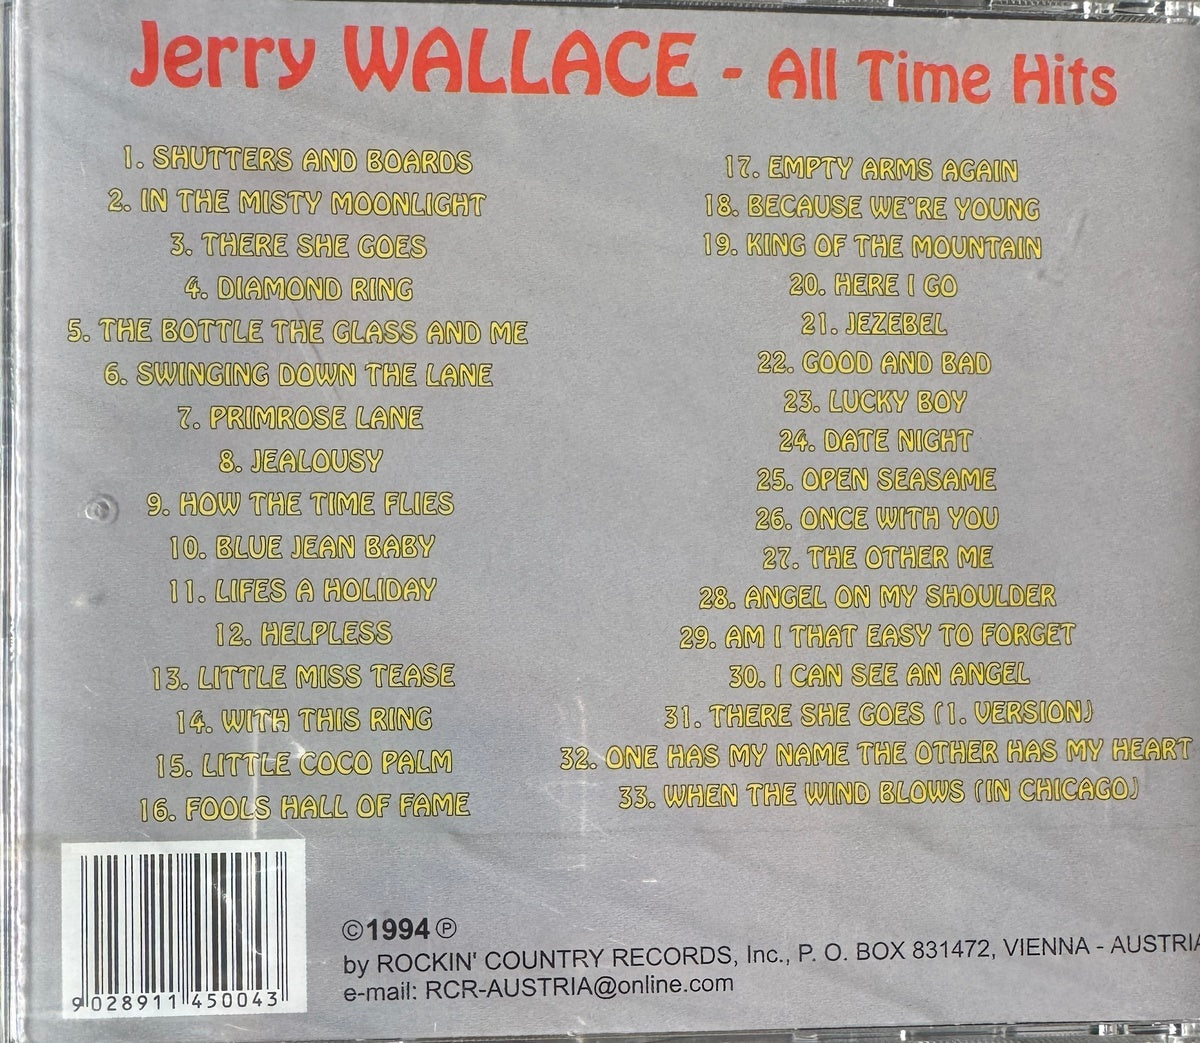 Jerry WALLACE - All Time Hits
1. SHUTTERS AND BOARDS
2. IN THE MISTY MOONLIGHT
3. THERE SHE GOES
4. DIAMOND RING
5. THE BOTTLE THE GLASS AND ME
6. SWINGING DOWN THE LANE
7. PRIMROSE LANE
8. JEALOUSY
9. HOW THE TIME FLIES
10. BLUE JEAN BABY
11. LIFES A HOLIDAY
12. HELPLESS
13. LITTLE MISS TEASE
14. WITH THIS RING
15. LITTLE COCO PALM
16. FOOLS HALL OF FAME
17. EMPTY ARMS AGAIN
18. BECAUSE WE'RE YOUNG
19. KING OF THE MOUNTAIN
20. HERE I GO
21. JEZEBEL
22. GOOD AND BAD
23. LUCKY BOY
24. DATE NIGHT
25. OPEN SEASAME
26. ONCE WITH YOU
27. THE OTHER ME
28. ANGEL ON MY SHOULDER
29. AM I THAT EASY TO FORGET
30. I CAN SEE AN ANGEL
31. THERE SHE GOES (1. VERSION)
32. ONE HAS MY NAME THE OTHER HAS MY HEART
33. WHEN THE WIND BLOWS (IN CHICAGO)
9 028911 450043
©1994 ℗
by ROCKIN' COUNTRY RECORDS, Inc., P. O. BOX 831472, VIENNA - AUSTRIA
e-mail: RCR-AUSTRIA@online.com